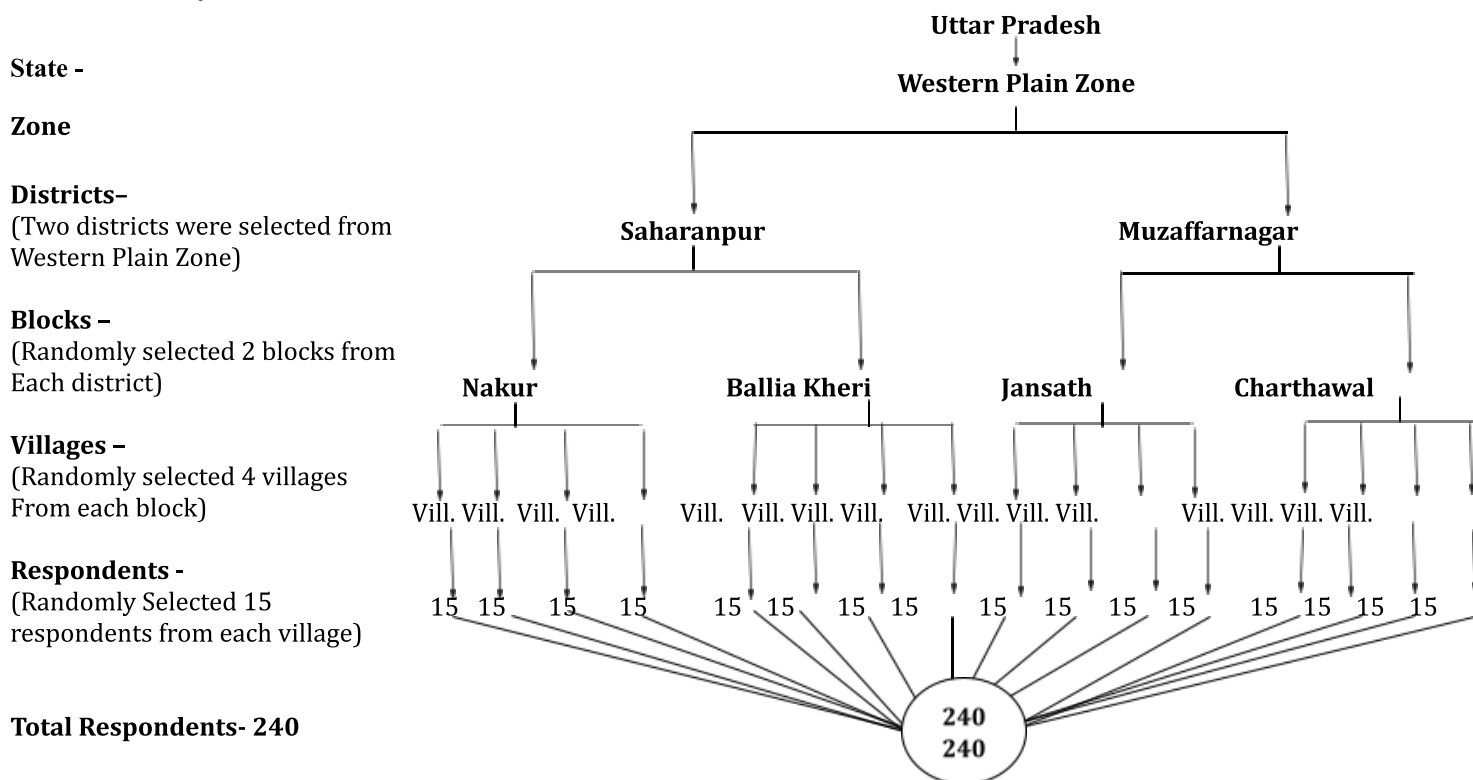 Uttar Pradesh
State -
Western Plain Zone
Zone
Districts–
(Two districts were selected from
Western Plain Zone)
Saharanpur Muzaffarnagar
Blocks –
(Randomly selected 2 blocks from
Each district)
Nakur Ballia Kheri Jansath Charthawal
Villages –
(Randomly selected 4 villages
From each block)
Vill. Vill. Vill. Vill. Vill. Vill. Vill. Vill. Vill. Vill. Vill. Vill. Vill. Vill. Vill. Vill.
Respondents -
(Randomly Selected 15
respondents from each village)
15 15 15 15 15 15 15 15 15 15 15 15 15 15 15 15
Total Respondents- 240
240
240